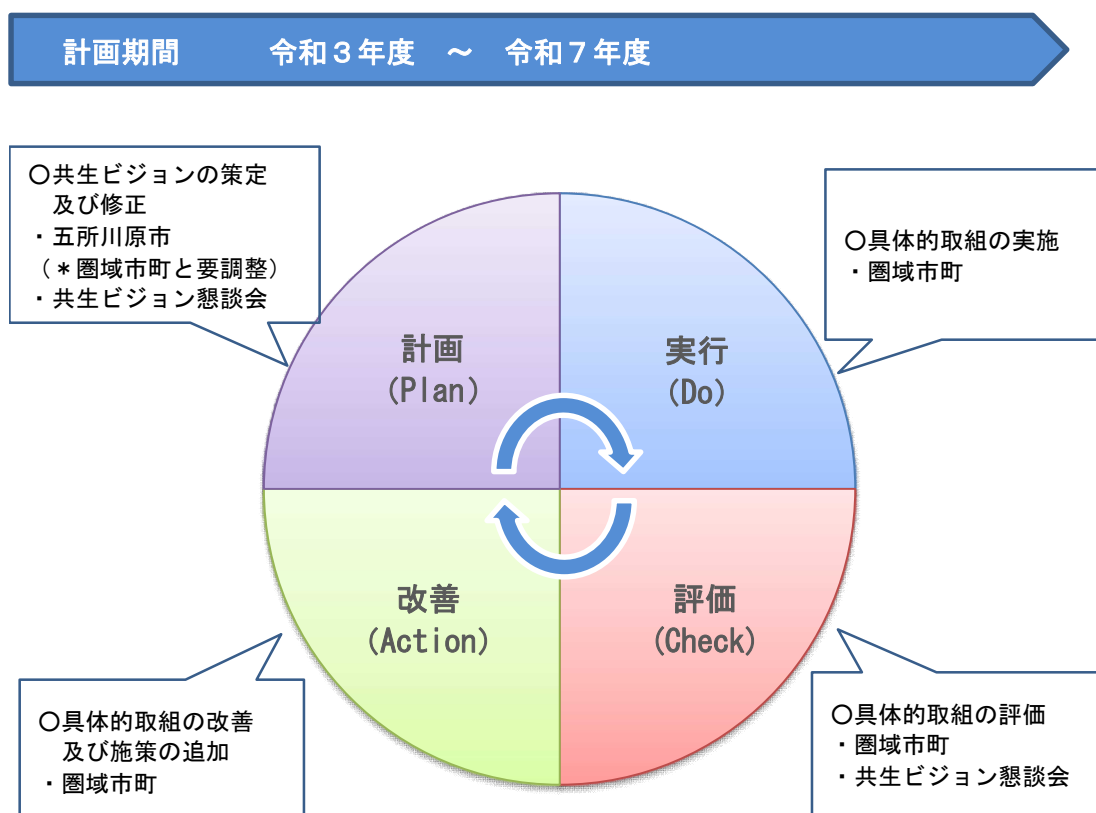 計画期間　　　令和３年度　～　令和７年度
〇共生ビジョンの策定
及び修正
・五所川原市
（＊圏域市町と要調整）
・共生ビジョン懇談会
〇具体的取組の実施
・圏域市町
計画
(Plan)
実行
(Do)
改善
(Action)
評価
(Check)
〇具体的取組の改善
及び施策の追加
・圏域市町
〇具体的取組の評価
・圏域市町
・共生ビジョン懇談会